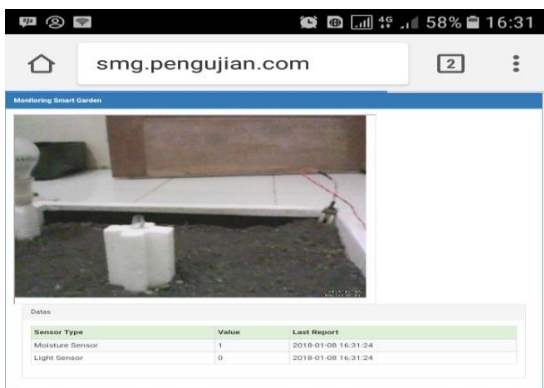 4G 58% 16:31
smg.pengujian.com 2
Monitoring Smart Garden
Datas
Sensor Type Value Last Report
Moisture Sensor 1 2018-01-08 16:31:24
Light Sensor 0 2018-01-08 16:31:24